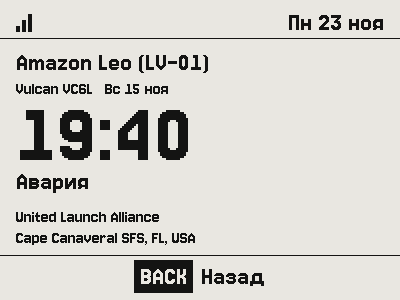 Пн 23 ноя
Amazon Leo (LV-01)
Vulcan VC6L Вс 15 ноя
19:40
Авария
United Launch Alliance
Cape Canaveral SFS, FL, USA
BACK Назад